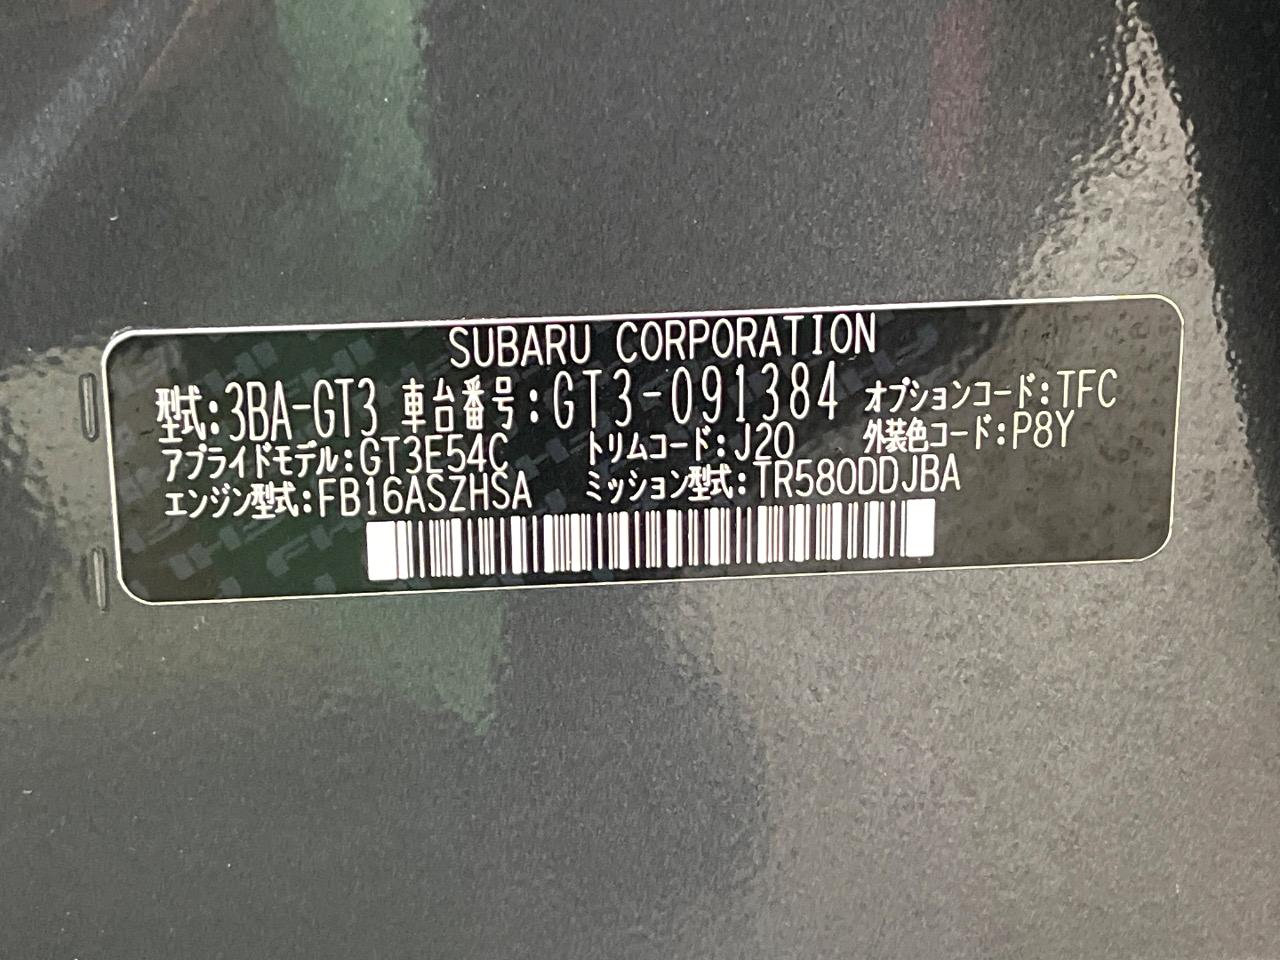 SUBARU CORPORATION
型式:3BA-GT3 車台番号:GT3-091384 オプションコード:TFC
アプライドモデル:GT3E54C トリムコード:J20 外装色コード:P8Y
エンジン型式:FB16ASZHSA ミッション型式:TR580DDJBA